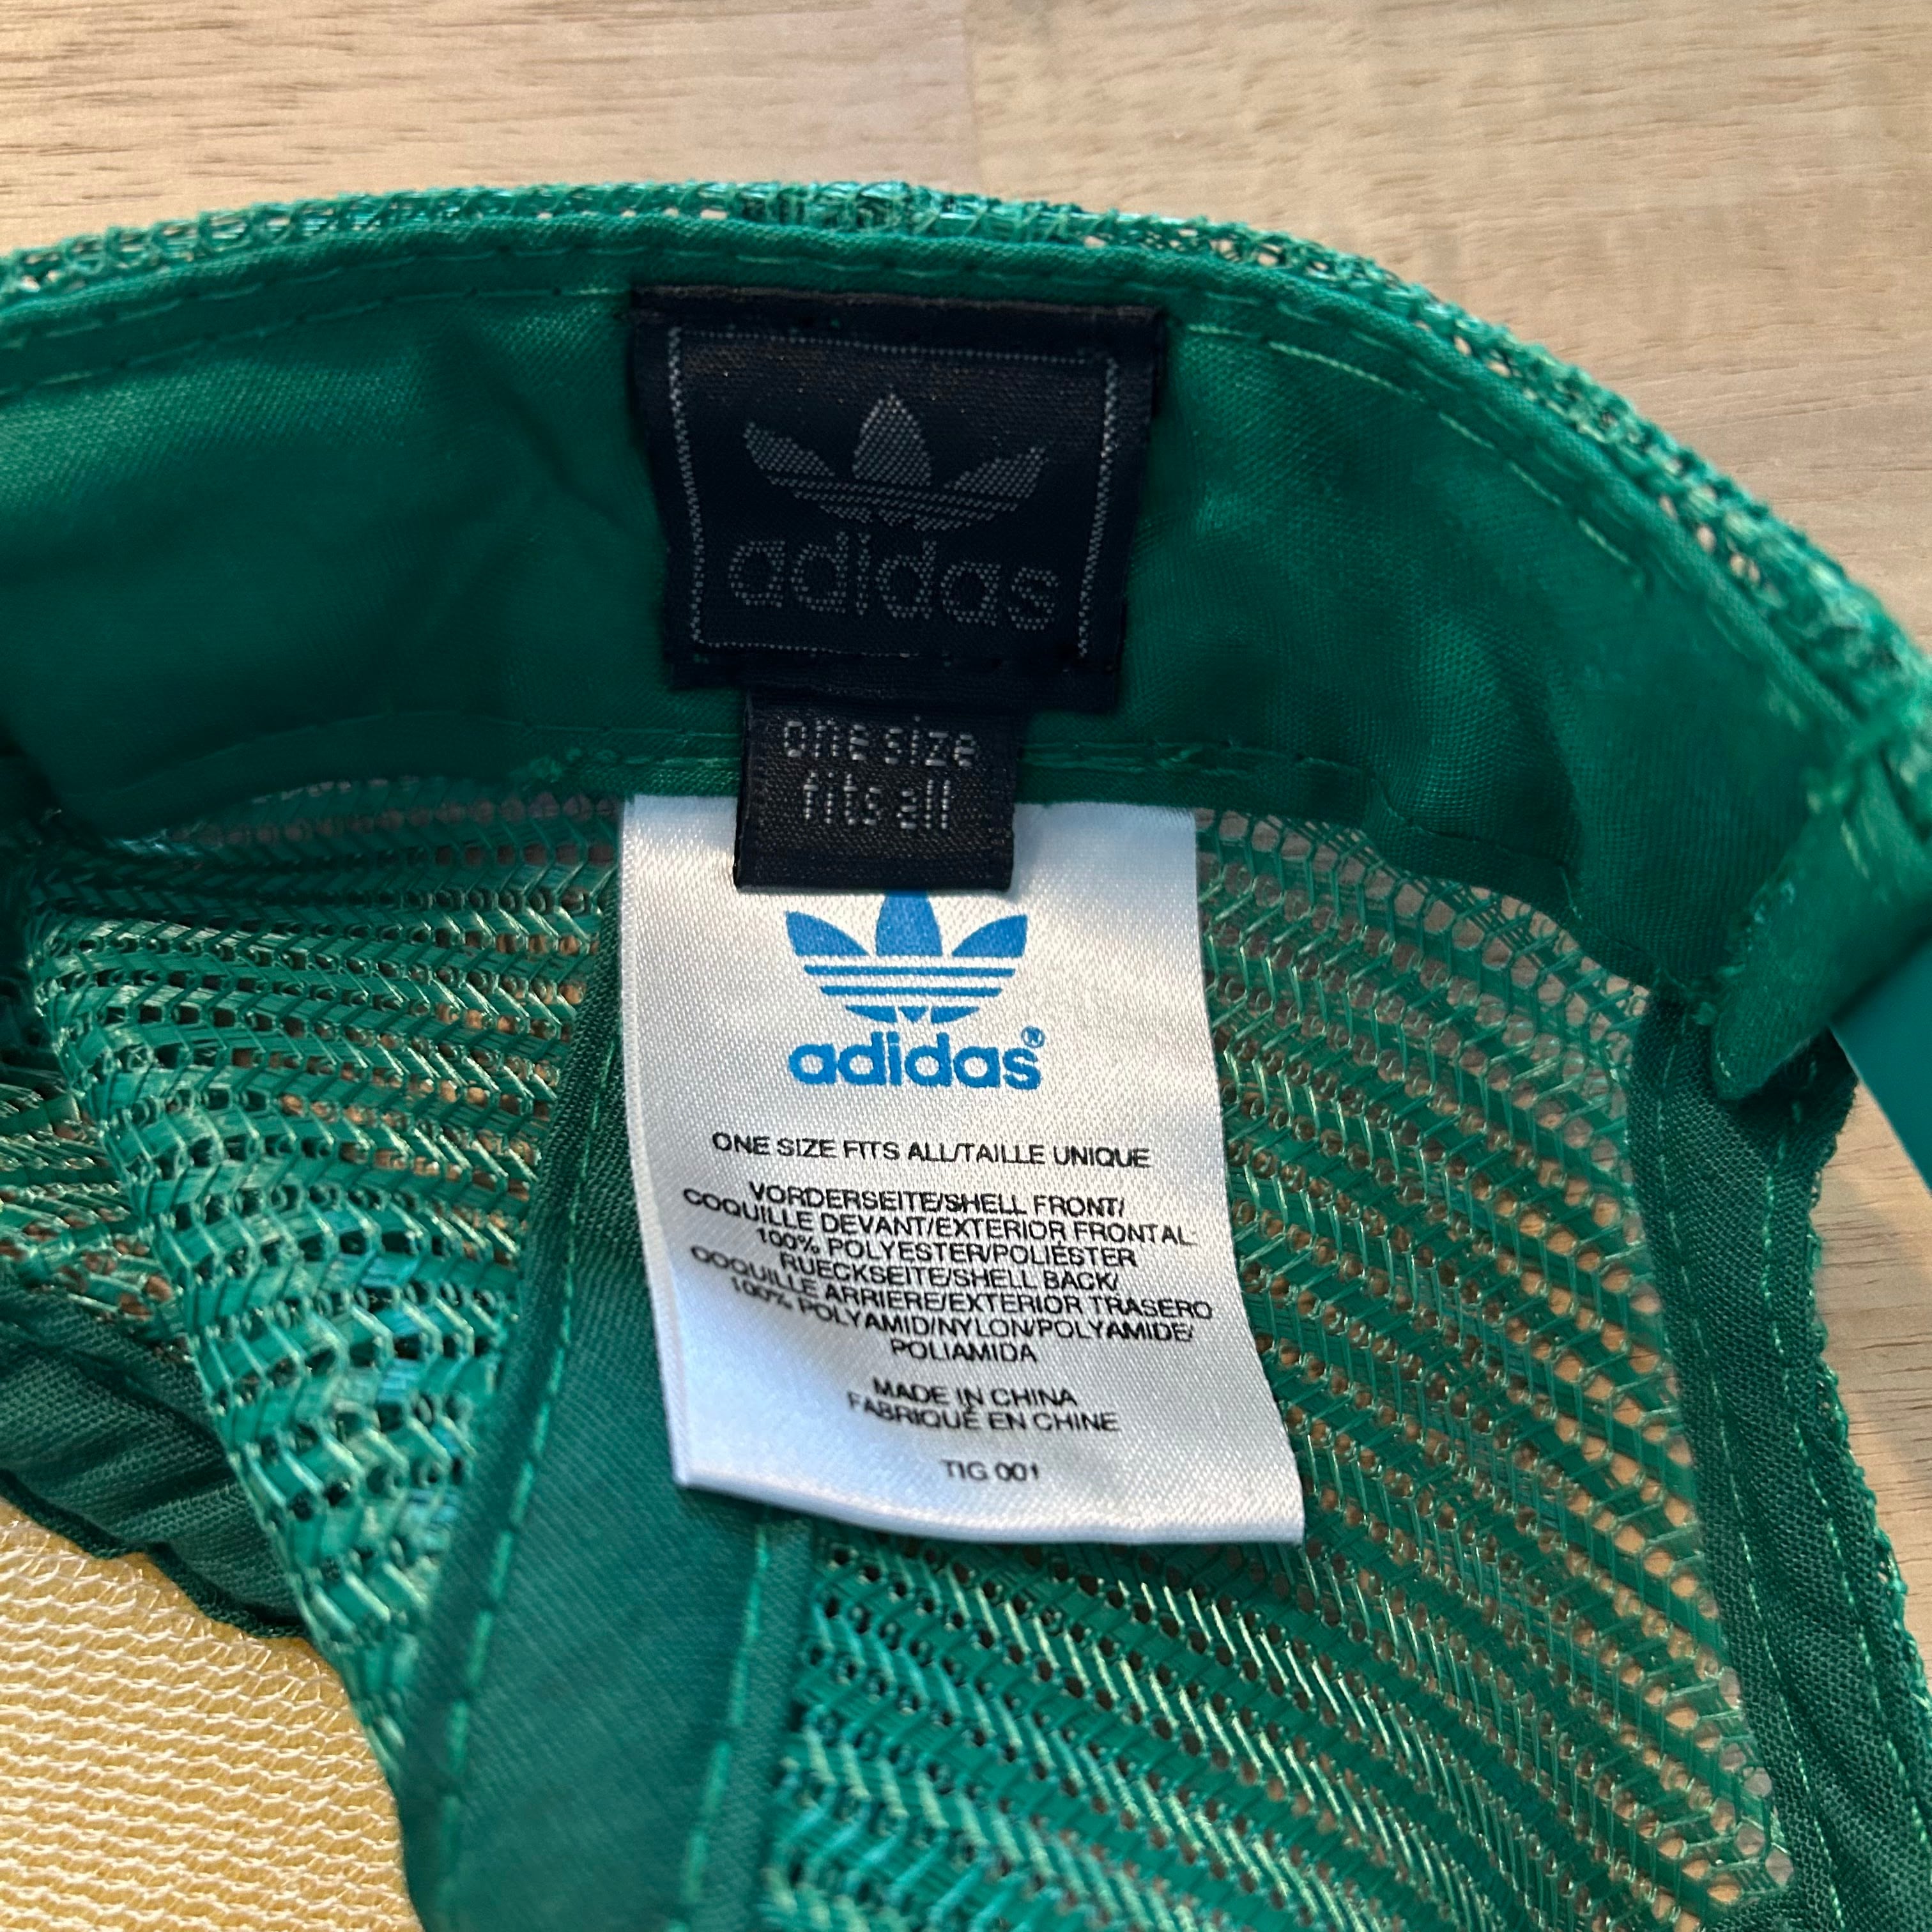 adidas
one size
fits all
adidas®
ONE SIZE FITS ALL/TAILLE UNIQUE
VORDERSEITE/SHELL FRONT/
COQUILLE DEVANT/EXTERIOR FRONTAL:
100% POLYESTER/POLIÉSTER
RUECKSEITE/SHELL BACK/
COQUILLE ARRIERE/EXTERIOR TRASERO
100% POLYAMID/NYLON/POLYAMIDE/
POLIAMIDA
MADE IN CHINA
FABRIQUÉ EN CHINE
TIG 001